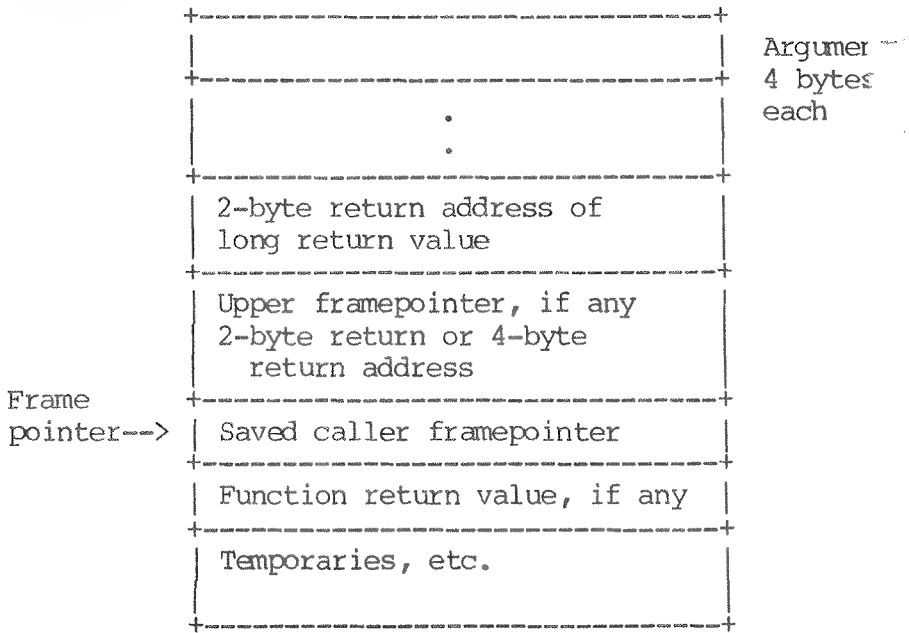 4 bytes
each
.
.
2-byte return address of
long return value
Upper framepointer, if any
2-byte return or 4-byte
return address
Frame
pointer-->
Saved caller framepointer
Function return value, if any
Temporaries, etc.